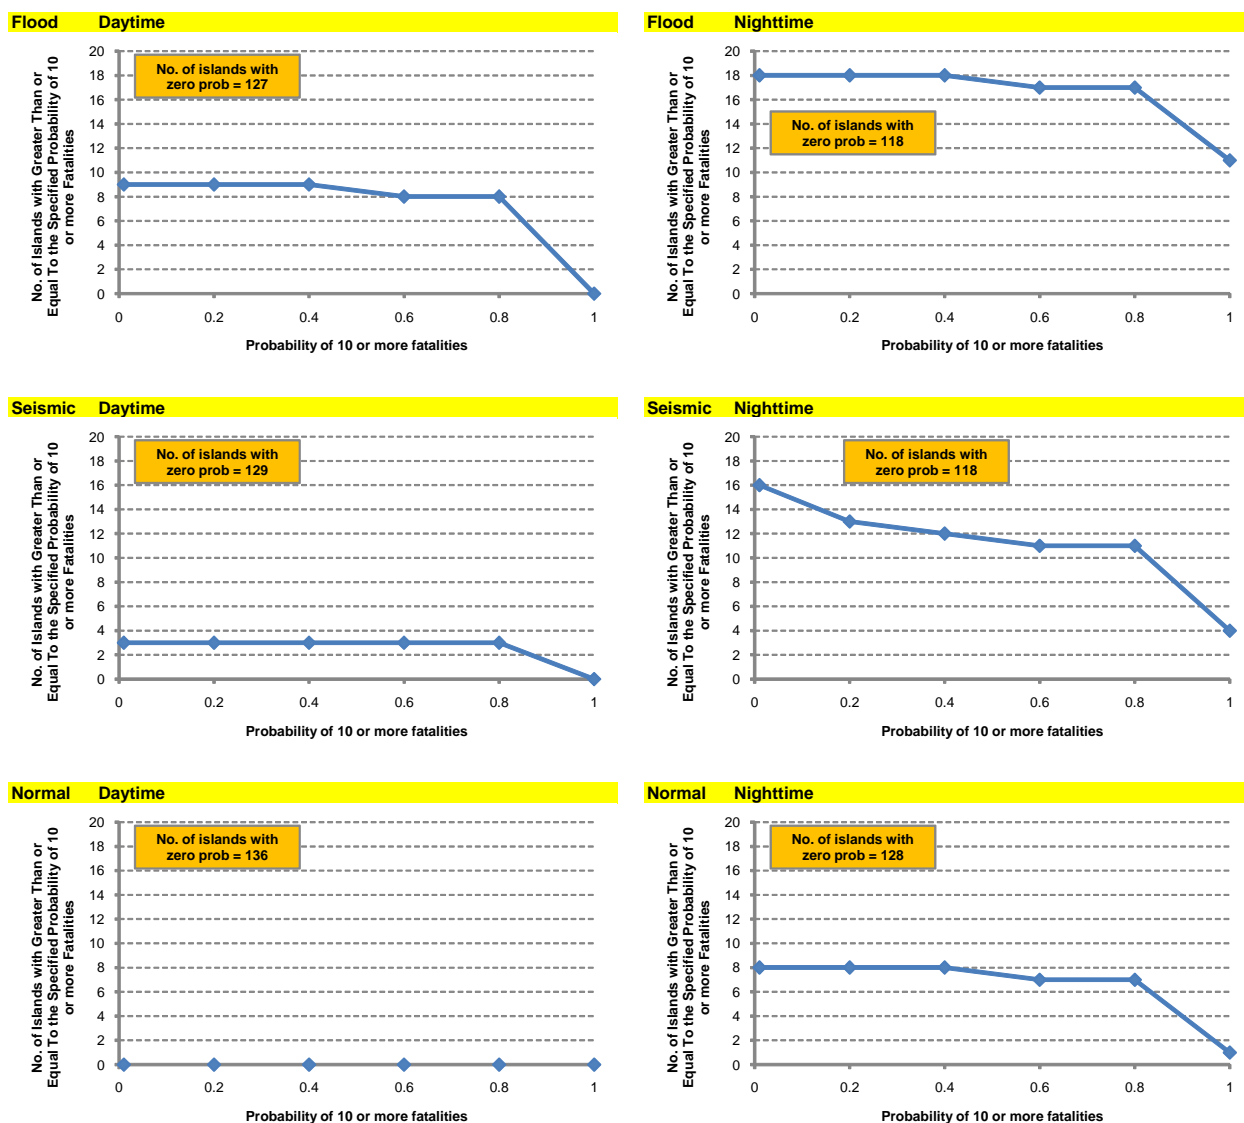 Flood Daytime
No. of islands with
zero prob = 127
No. of Islands with Greater Than or
Equal To the Specified Probability of 10
or more Fatalities
20
18
16
14
12
10
8
6
4
2
0
0 0.2 0.4 0.6 0.8 1
Probability of 10 or more fatalities
Flood Nighttime
No. of islands with
zero prob = 118
No. of Islands with Greater Than or
Equal To the Specified Probability of 10
or more Fatalities
20
18
16
14
12
10
8
6
4
2
0
0 0.2 0.4 0.6 0.8 1
Probability of 10 or more fatalities
Seismic Daytime
No. of islands with
zero prob = 129
No. of Islands with Greater Than or
Equal To the Specified Probability of 10
or more Fatalities
20
18
16
14
12
10
8
6
4
2
0
0 0.2 0.4 0.6 0.8 1
Probability of 10 or more fatalities
Seismic Nighttime
No. of islands with
zero prob = 118
No. of Islands with Greater Than or
Equal To the Specified Probability of 10
or more Fatalities
20
18
16
14
12
10
8
6
4
2
0
0 0.2 0.4 0.6 0.8 1
Probability of 10 or more fatalities
Normal Daytime
No. of islands with
zero prob = 136
No. of Islands with Greater Than or
Equal To the Specified Probability of 10
or more Fatalities
20
18
16
14
12
10
8
6
4
2
0
0 0.2 0.4 0.6 0.8 1
Probability of 10 or more fatalities
Normal Nighttime
No. of islands with
zero prob = 128
No. of Islands with Greater Than or
Equal To the Specified Probability of 10
or more Fatalities
20
18
16
14
12
10
8
6
4
2
0
0 0.2 0.4 0.6 0.8 1
Probability of 10 or more fatalities